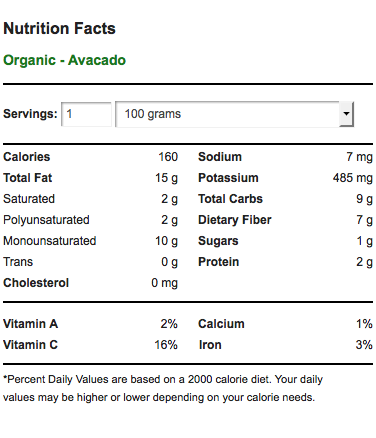 Nutrition Facts
Organic - Avacado
Servings: 1 100 grams
Calories 160 Sodium 7 mg
Total Fat 15 g Potassium 485 mg
Saturated 2 g Total Carbs 9 g
Polyunsaturated 2 g Dietary Fiber 7 g
Monounsaturated 10 g Sugars 1 g
Trans 0 g Protein 2 g
Cholesterol 0 mg
Vitamin A 2% Calcium 1%
Vitamin C 16% Iron 3%
*Percent Daily Values are based on a 2000 calorie diet. Your daily
values may be higher or lower depending on your calorie needs.